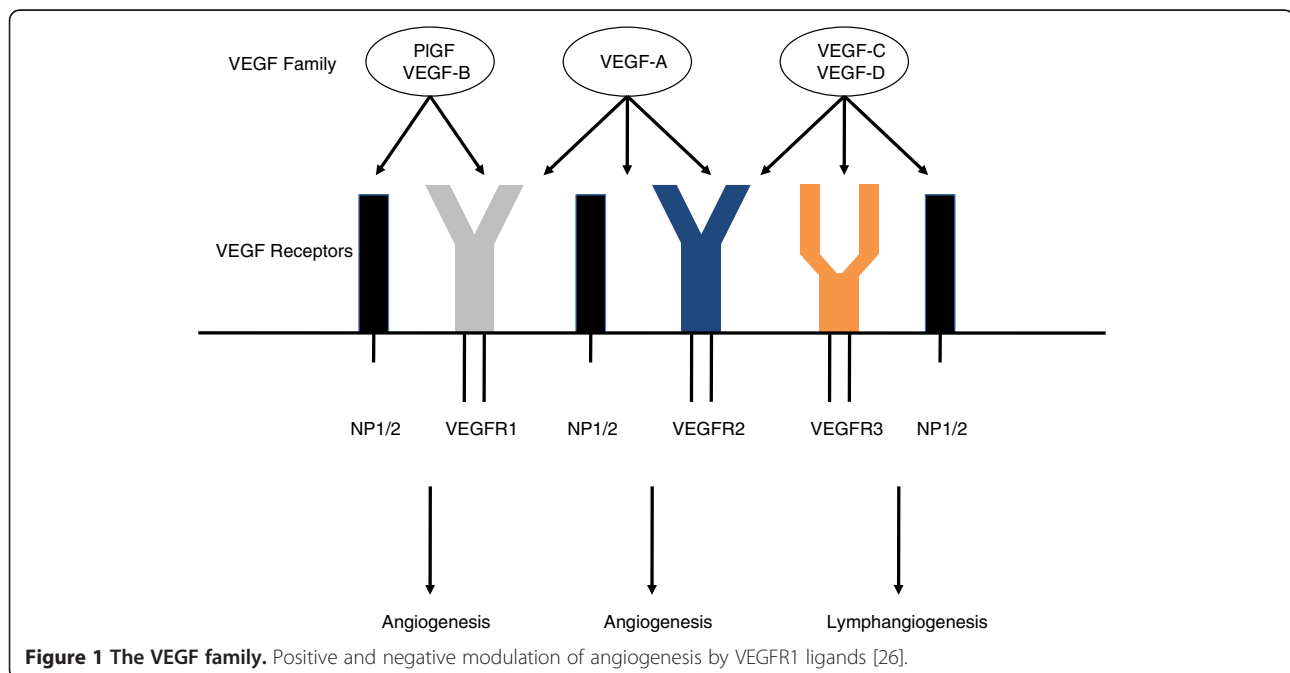 PlGF
VEGF-B
VEGF-A
VEGF-C
VEGF-D
VEGF Family
VEGF Receptors
NP1/2 VEGFR1 NP1/2 VEGFR2 VEGFR3 NP1/2
Angiogenesis Angiogenesis Lymphangiogenesis
Figure 1 The VEGF family. Positive and negative modulation of angiogenesis by VEGFR1 ligands [26].